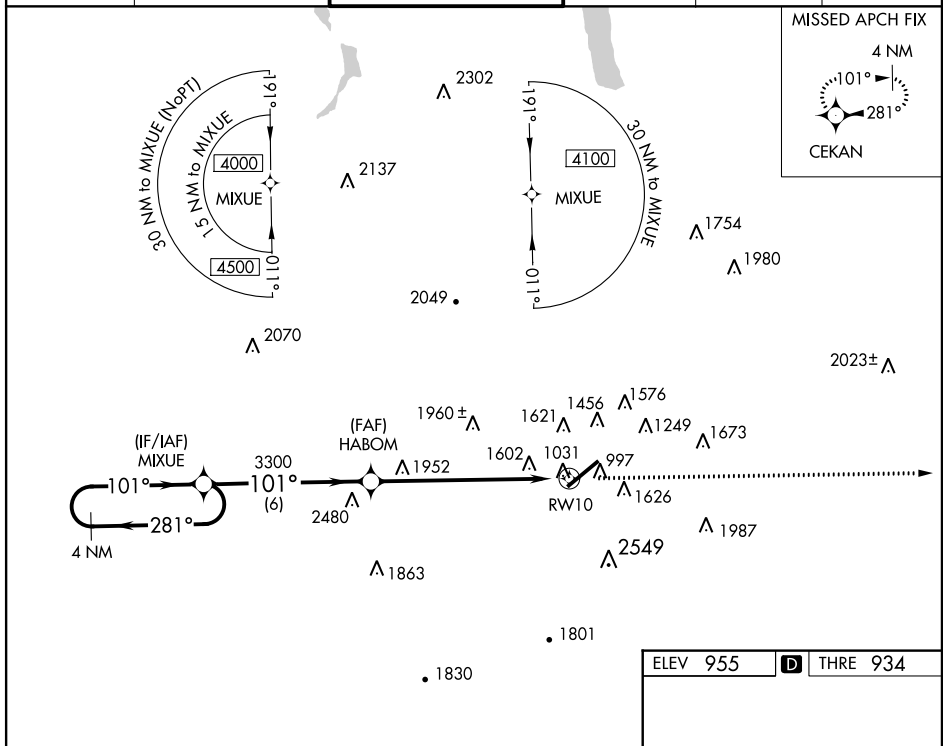 MISSED APCH FIX
4 NM
101°
281°
CEKAN
30 NM to MIXUE (NoPT)
15 NM to MIXUE
191°
4000
MIXUE
4500
011°
2302
2137
191°
4100
MIXUE
30 NM to MIXUE
011°
1754
1980
2049
2070
2023±
1960 ±
1621
1456
1576
1249
1673
(IF/IAF)
MIXUE
(FAF)
HABOM
3300
101°
101°
(6)
1952
1602
1031
997
2480
RW10
1626
281°
4 NM
1987
2549
1863
1801
1830
ELEV 955 D THRE 934